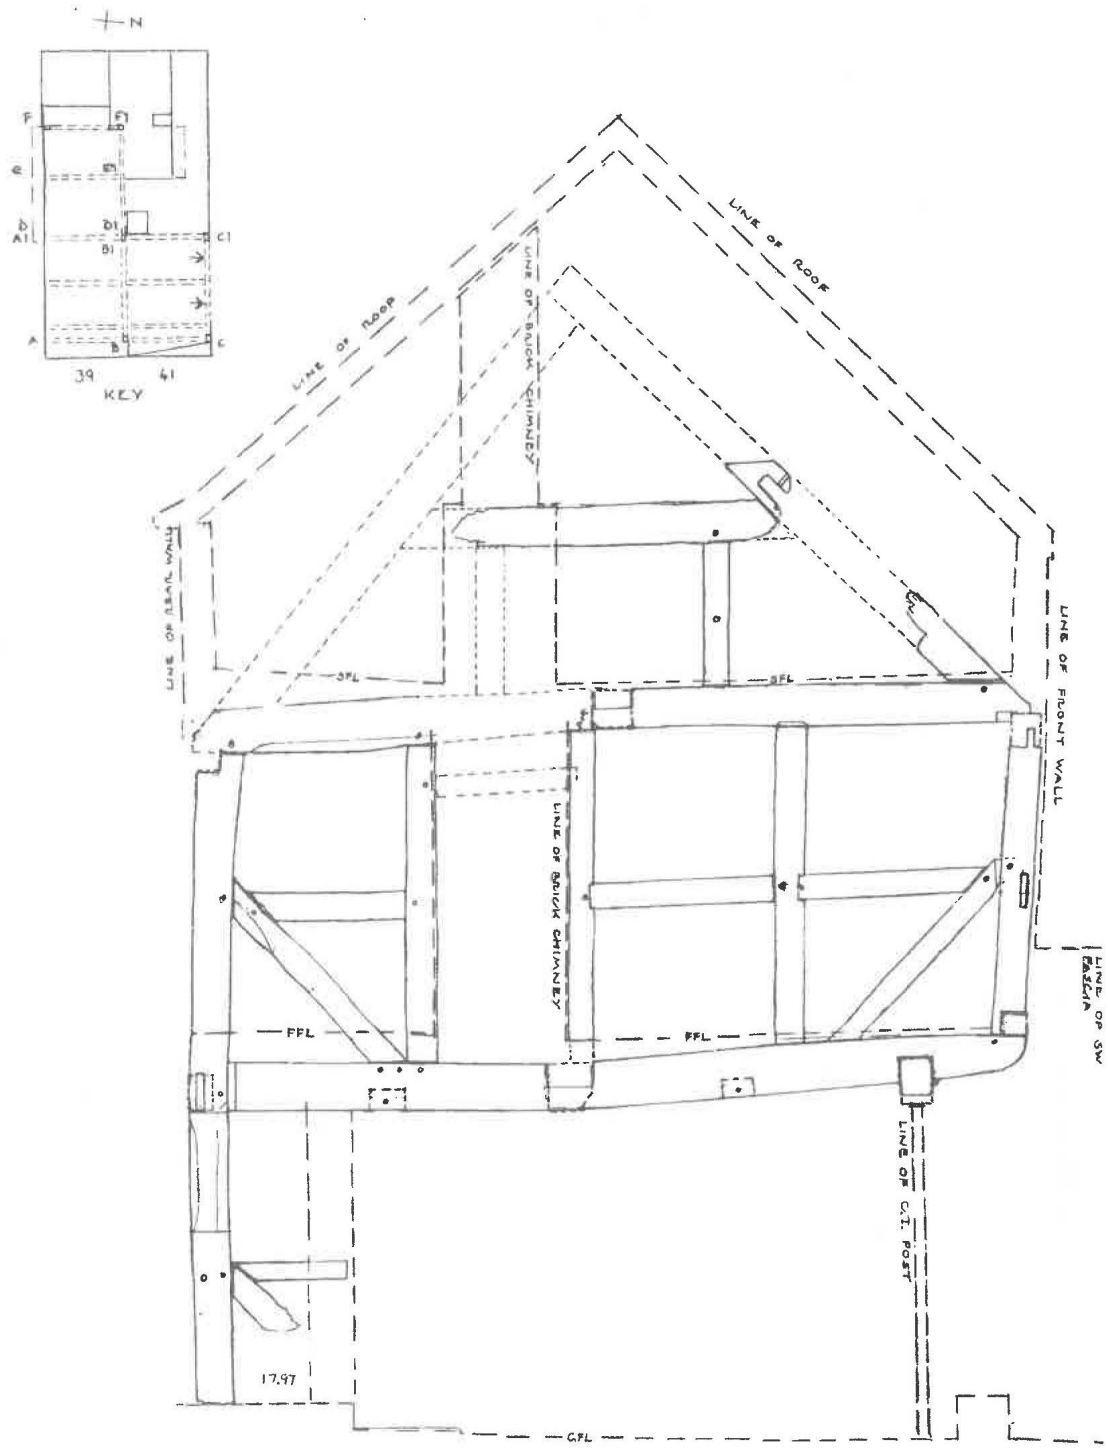 N
F
F
E
E
D
A1
D1
B1
C1
A
B
C
39
41
KEY
LINE OF ROOF
LINE OF ROOF
LINE OF BRICK CHIMNEY
LINE OF REAR WALL
SFL
SFL
LINE OF FRONT WALL
LINE OF BRICK CHIMNEY
LINE OF SW
FASCIA
FFL
FFL
LINE OF C.I. POST
17.97
GFL